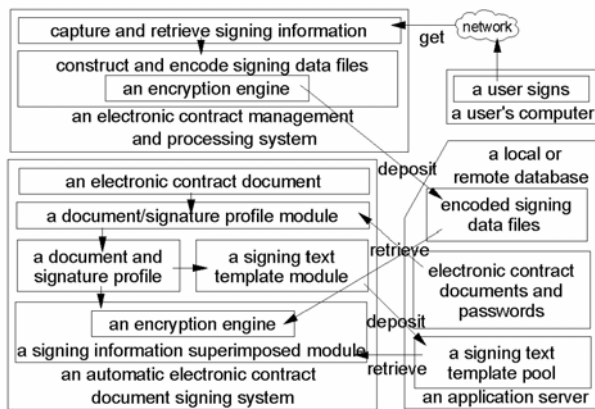 capture and retrieve signing information
get
network
construct and encode signing data files
an encryption engine
an electronic contract management
and processing system
a user signs
a user's computer
deposit
a local or
remote database
an electronic contract document
a document/signature profile module
encoded signing
data files
retrieve
a document and
signature profile
a signing text
template module
electronic contract
documents and
passwords
an encryption engine
deposit
a signing information superimposed module
retrieve
a signing text
template pool
an automatic electronic contract
document signing system
an application server